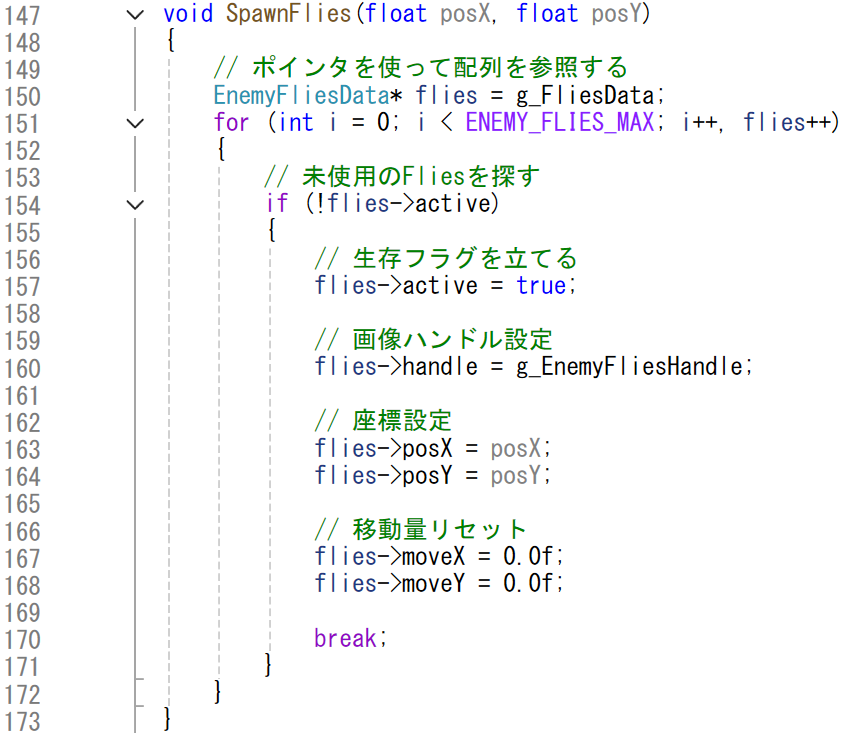 147 void SpawnFlies(float posX, float posY)
148 {
149 // ポインタを使って配列を参照する
150 EnemyFliesData* flies = g_FliesData;
151 for (int i = 0; i < ENEMY_FLIES_MAX; i++, flies++)
152 {
153 // 未使用のFliesを探す
154 if (!flies->active)
155 {
156 // 生存フラグを立てる
157 flies->active = true;
158
159 // 画像ハンドル設定
160 flies->handle = g_EnemyFliesHandle;
161
162 // 座標設定
163 flies->posX = posX;
164 flies->posY = posY;
165
166 // 移動量リセット
167 flies->moveX = 0.0f;
168 flies->moveY = 0.0f;
169
170 break;
171 }
172 }
173 }